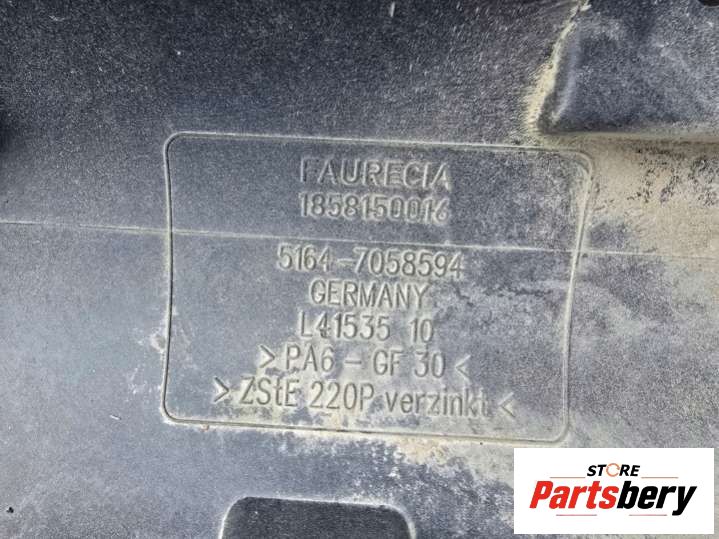 FAURECIA
1858150016
5164-7058594
GERMANY
L41535 10
>PA6-GF 30<
>ZStE 220P verzinkt<
STORE
Partsbery